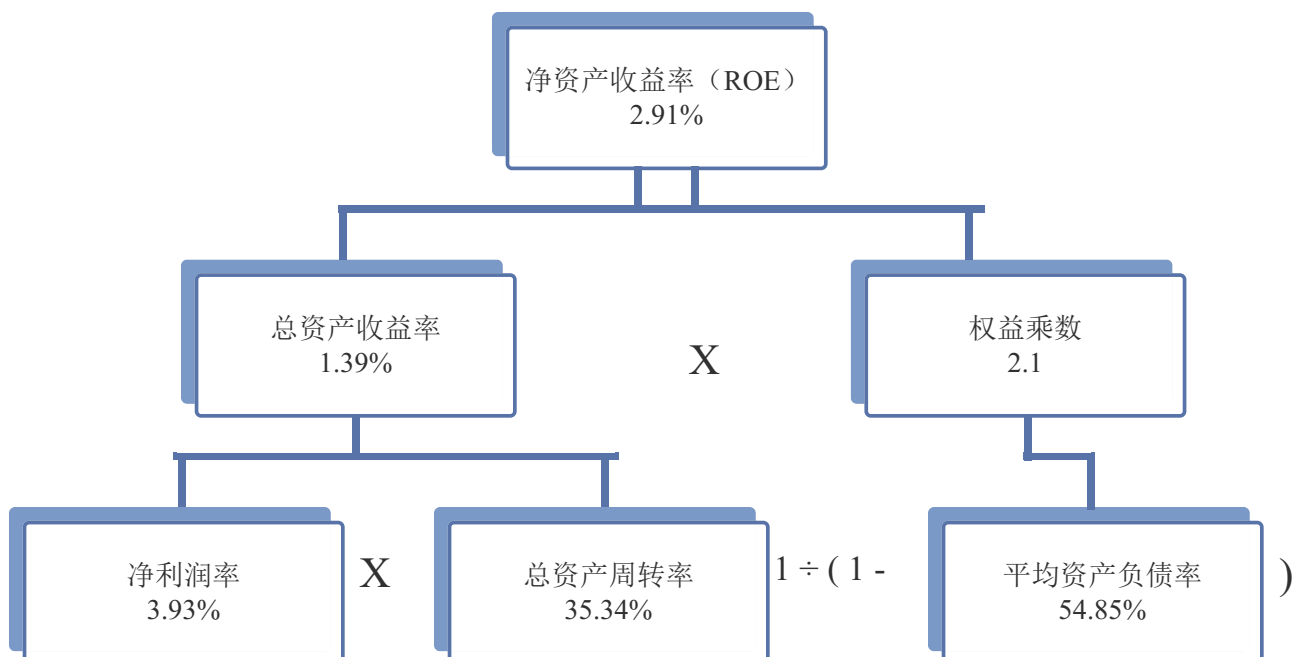 净资产收益率（ROE）
2.91%
总资产收益率
1.39%
X
权益乘数
2.1
净利润率
3.93%
X
总资产周转率
35.34%
1 ÷ ( 1 -
平均资产负债率
54.85%
)